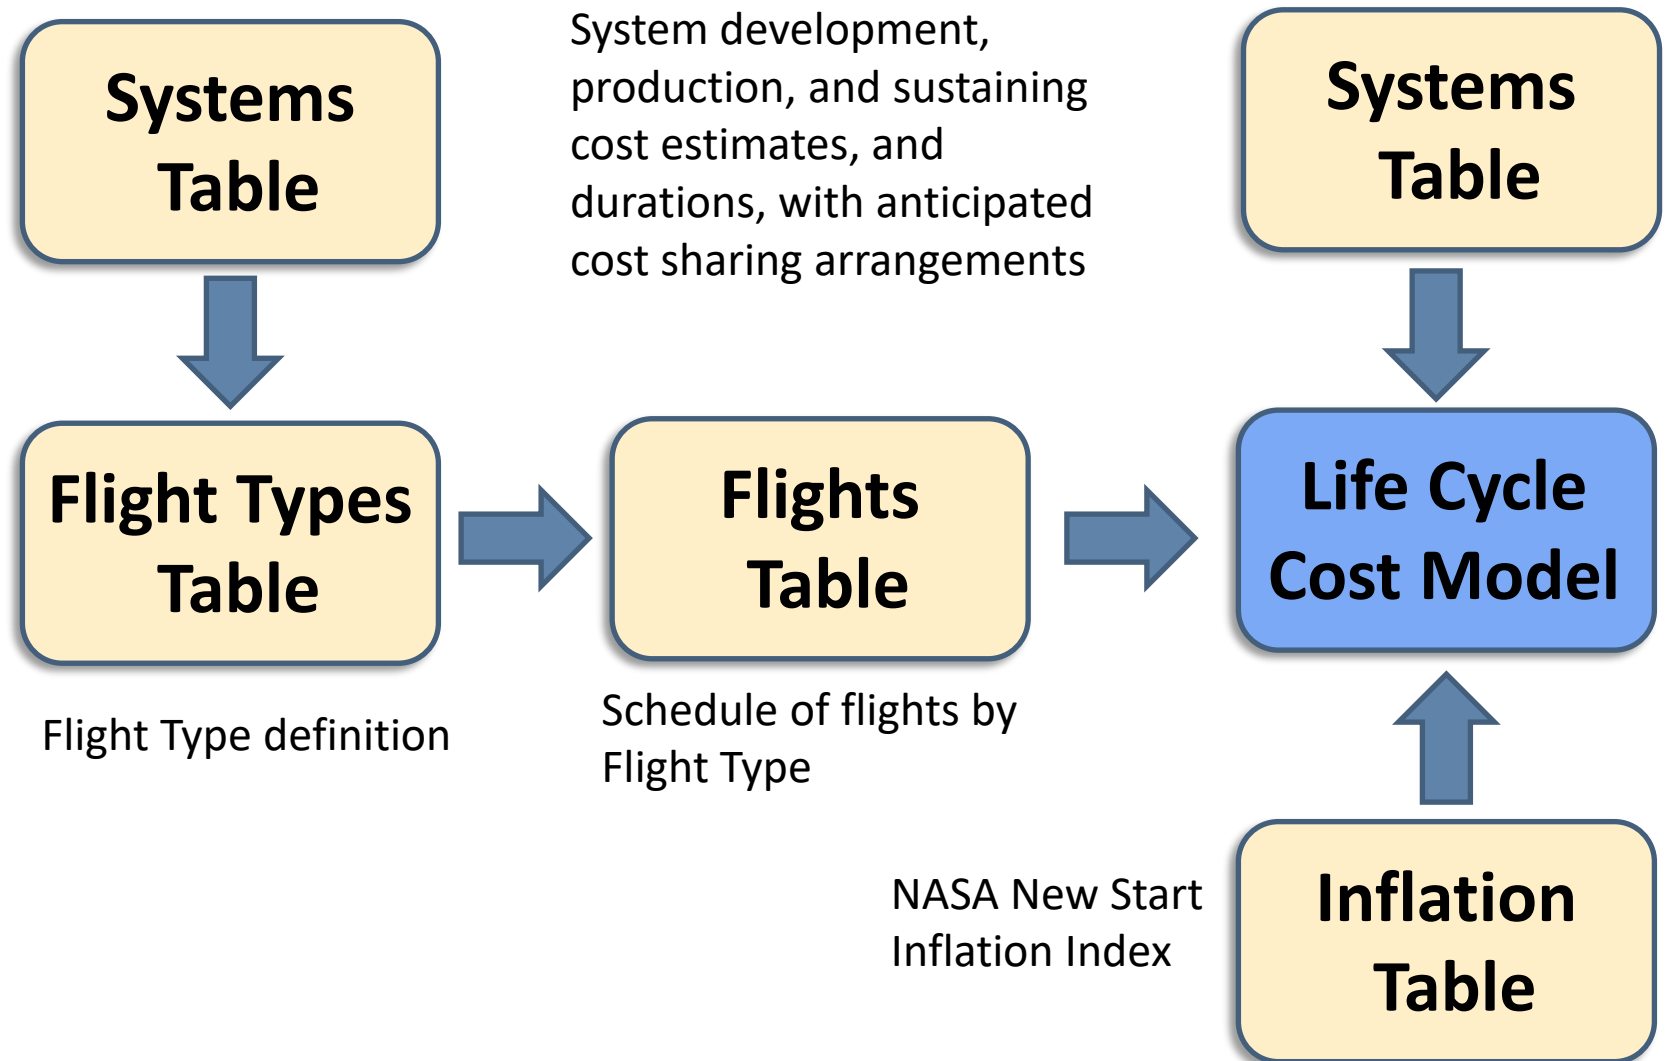 Systems
Table
System development,
production, and sustaining
cost estimates, and
durations, with anticipated
cost sharing arrangements
Systems
Table
Flight Types
Table
Flights
Table
Life Cycle
Cost Model
Flight Type definition
Schedule of flights by
Flight Type
NASA New Start
Inflation Index
Inflation
Table